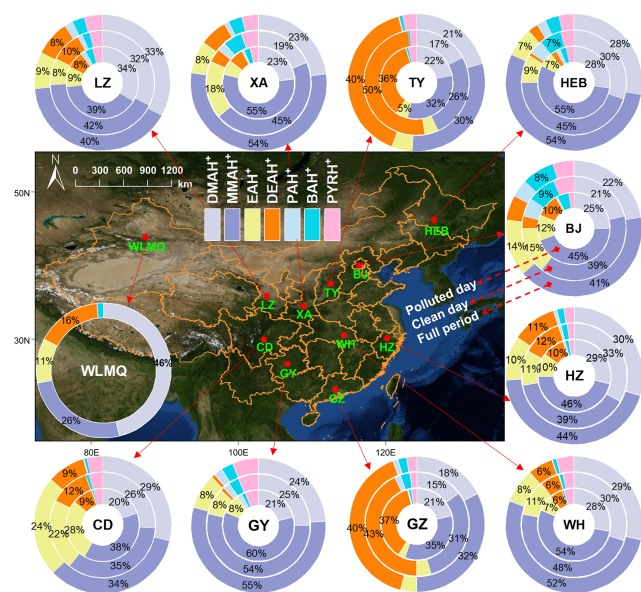 8%
10%
8%
33%
32%
34%
LZ
9%
8%
9%
39%
42%
40%
23%
19%
23%
8%
XA
18%
55%
45%
54%
21%
17%
22%
TY
40%
50%
36%
5%
32%
26%
30%
28%
30%
28%
7%
7%
HEB
9%
7%
55%
45%
54%
N
0 300 600 900 1200
km
50N
30N
80E
100E
120E
DMAH+
MMAH+
EAH+
DEAH+
PAH+
BAH+
PYRH+
WLMQ
HEB
BJ
TY
LZ
XA
CD
WH
HZ
GY
GZ
Polluted day
Clean day
Full period
8%
9%
10%
22%
21%
25%
BJ
12%
14%
15%
45%
39%
41%
16%
11%
WLMQ
46%
26%
11%
12%
10%
30%
33%
29%
HZ
10%
11%
10%
46%
39%
44%
9%
12%
9%
29%
26%
20%
CD
24%
22%
28%
38%
35%
34%
24%
25%
21%
GY
8%
8%
8%
60%
54%
55%
18%
15%
21%
GZ
40%
43%
37%
35%
31%
32%
6%
6%
6%
29%
30%
28%
WH
8%
11%
7%
54%
48%
52%